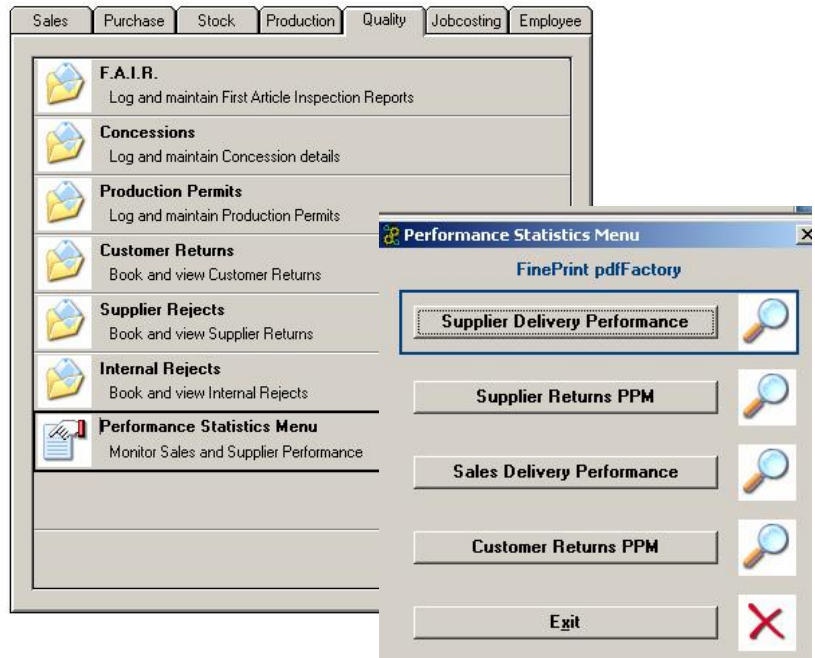 Sales Purchase Stock Production Quality Jobcosting Employee
F.A.I.R.
Log and maintain First Article Inspection Reports
Concessions
Log and maintain Concession details
Production Permits
Log and maintain Production Permits
Customer Returns
Book and view Customer Returns
Supplier Rejects
Book and view Supplier Returns
Internal Rejects
Book and view Internal Rejects
Performance Statistics Menu
Monitor Sales and Supplier Performance
Performance Statistics Menu
FinePrint pdfFactory
Supplier Delivery Performance
Supplier Returns PPM
Sales Delivery Performance
Customer Returns PPM
Exit